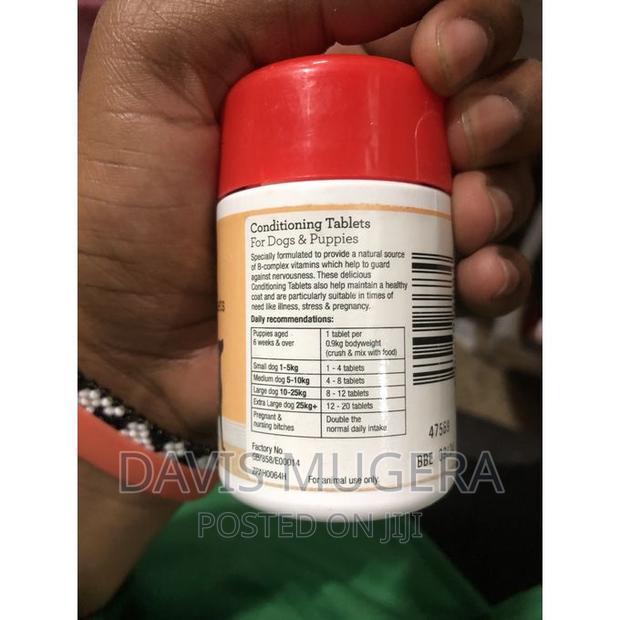 Conditioning Tablets
For Dogs & Puppies
Specially formulated to provide a natural source
of B-complex vitamins which help to guard
against nervousness. These delicious
Conditioning Tablets also help maintain a healthy
coat and are particularly suitable in times of
need like illness, stress & pregnancy.
Daily recommendations:
Puppies aged 6 weeks & over 1 tablet per 0.9kg bodyweight (crush & mix with food)
Small dog 1-5kg 1 - 4 tablets
Medium dog 5-10kg 4 - 8 tablets
Large dog 10-25kg 8 - 12 tablets
Extra Large dog 25kg+ 12 - 20 tablets
Pregnant & nursing bitches Double the normal daily intake
Factory No
For animal use only.
BBE
DAVIS MUGERA
POSTED ON JIJI